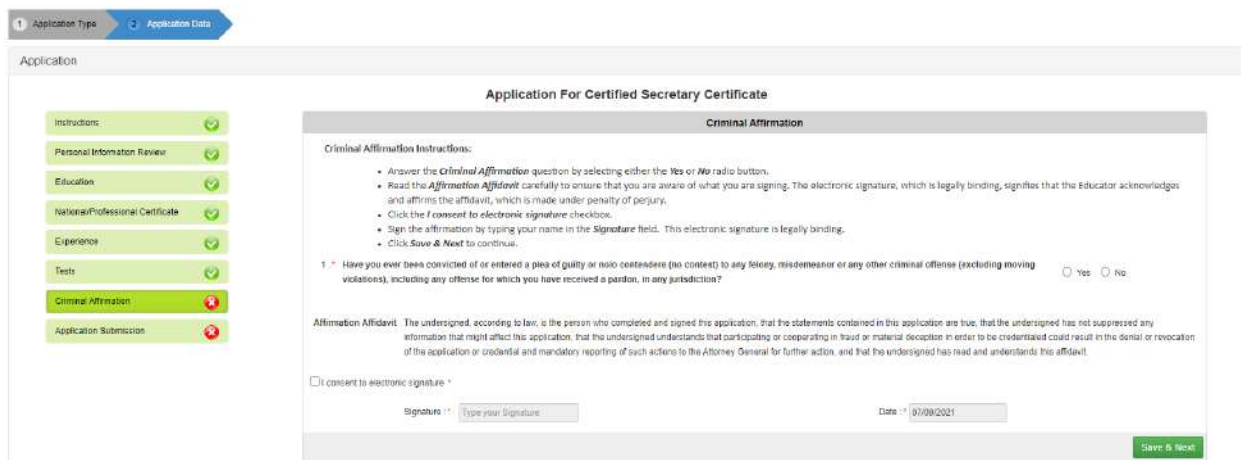 1 Application Type 2 Application Data
Application
Application For Certified Secretary Certificate
Instructions
Personal Information Review
Education
National/Professional Certificate
Experience
Tests
Criminal Affirmation
Application Submission
Criminal Affirmation
Criminal Affirmation Instructions:
• Answer the Criminal Affirmation question by selecting either the Yes or No radio button.
• Read the Affirmation Affidavit carefully to ensure that you are aware of what you are signing. The electronic signature, which is legally binding, signifies that the Educator acknowledges
and affirms the affidavit, which is made under penalty of perjury.
• Click the I consent to electronic signature checkbox.
• Sign the affirmation by typing your name in the Signature field. This electronic signature is legally binding.
• Click Save & Next to continue.
1 .* Have you ever been convicted of or entered a plea of guilty or nolo contendere (no contest) to any felony, misdemeanor or any other criminal offense (excluding moving
violations), including any offense for which you have received a pardon, in any jurisdiction?
Yes No
Affirmation Affidavit The undersigned, according to law, is the person who completed and signed this application, that the statements contained in this application are true, that the undersigned has not suppressed any
information that might affect this application, that the undersigned understands that participating or cooperating in fraud or material deception in order to be credentialed could result in the denial or revocation
of the application or credential and mandatory reporting of such actions to the Attorney General for further action, and that the undersigned has read and understands this affidavit.
I consent to electronic signature *
Signature : * Type your Signature Date : * 07/09/2021
Save & Next